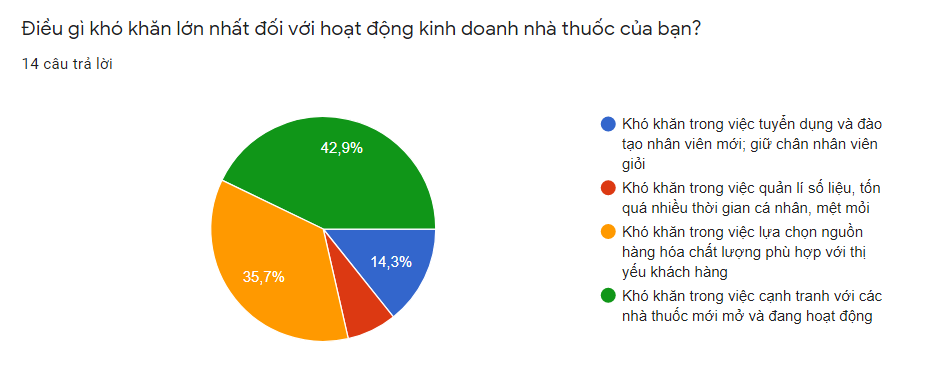 Điều gì khó khăn lớn nhất đối với hoạt động kinh doanh nhà thuốc của bạn?
14 câu trả lời
42,9%
14,3%
35,7%
Khó khăn trong việc tuyển dụng và đào
tạo nhân viên mới; giữ chân nhân viên
giỏi
Khó khăn trong việc quản lí số liệu, tốn
quá nhiều thời gian cá nhân, mệt mỏi
Khó khăn trong việc lựa chọn nguồn
hàng hóa chất lượng phù hợp với thị
yếu khách hàng
Khó khăn trong việc cạnh tranh với các
nhà thuốc mới mở và đang hoạt động